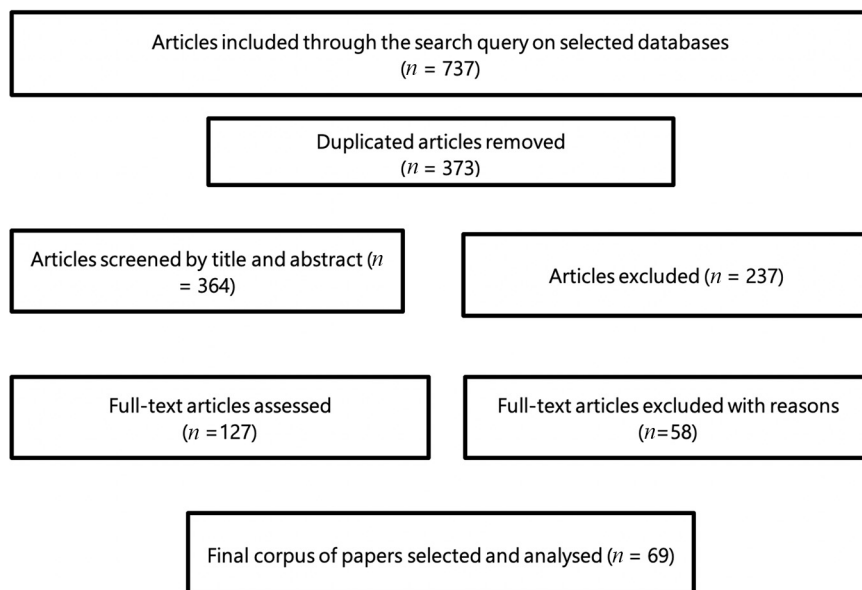 Articles included through the search query on selected databases
(n = 737)
Duplicated articles removed
(n = 373)
Articles screened by title and abstract (n
= 364)
Articles excluded (n = 237)
Full-text articles assessed
(n =127)
Full-text articles excluded with reasons
(n=58)
Final corpus of papers selected and analysed (n = 69)